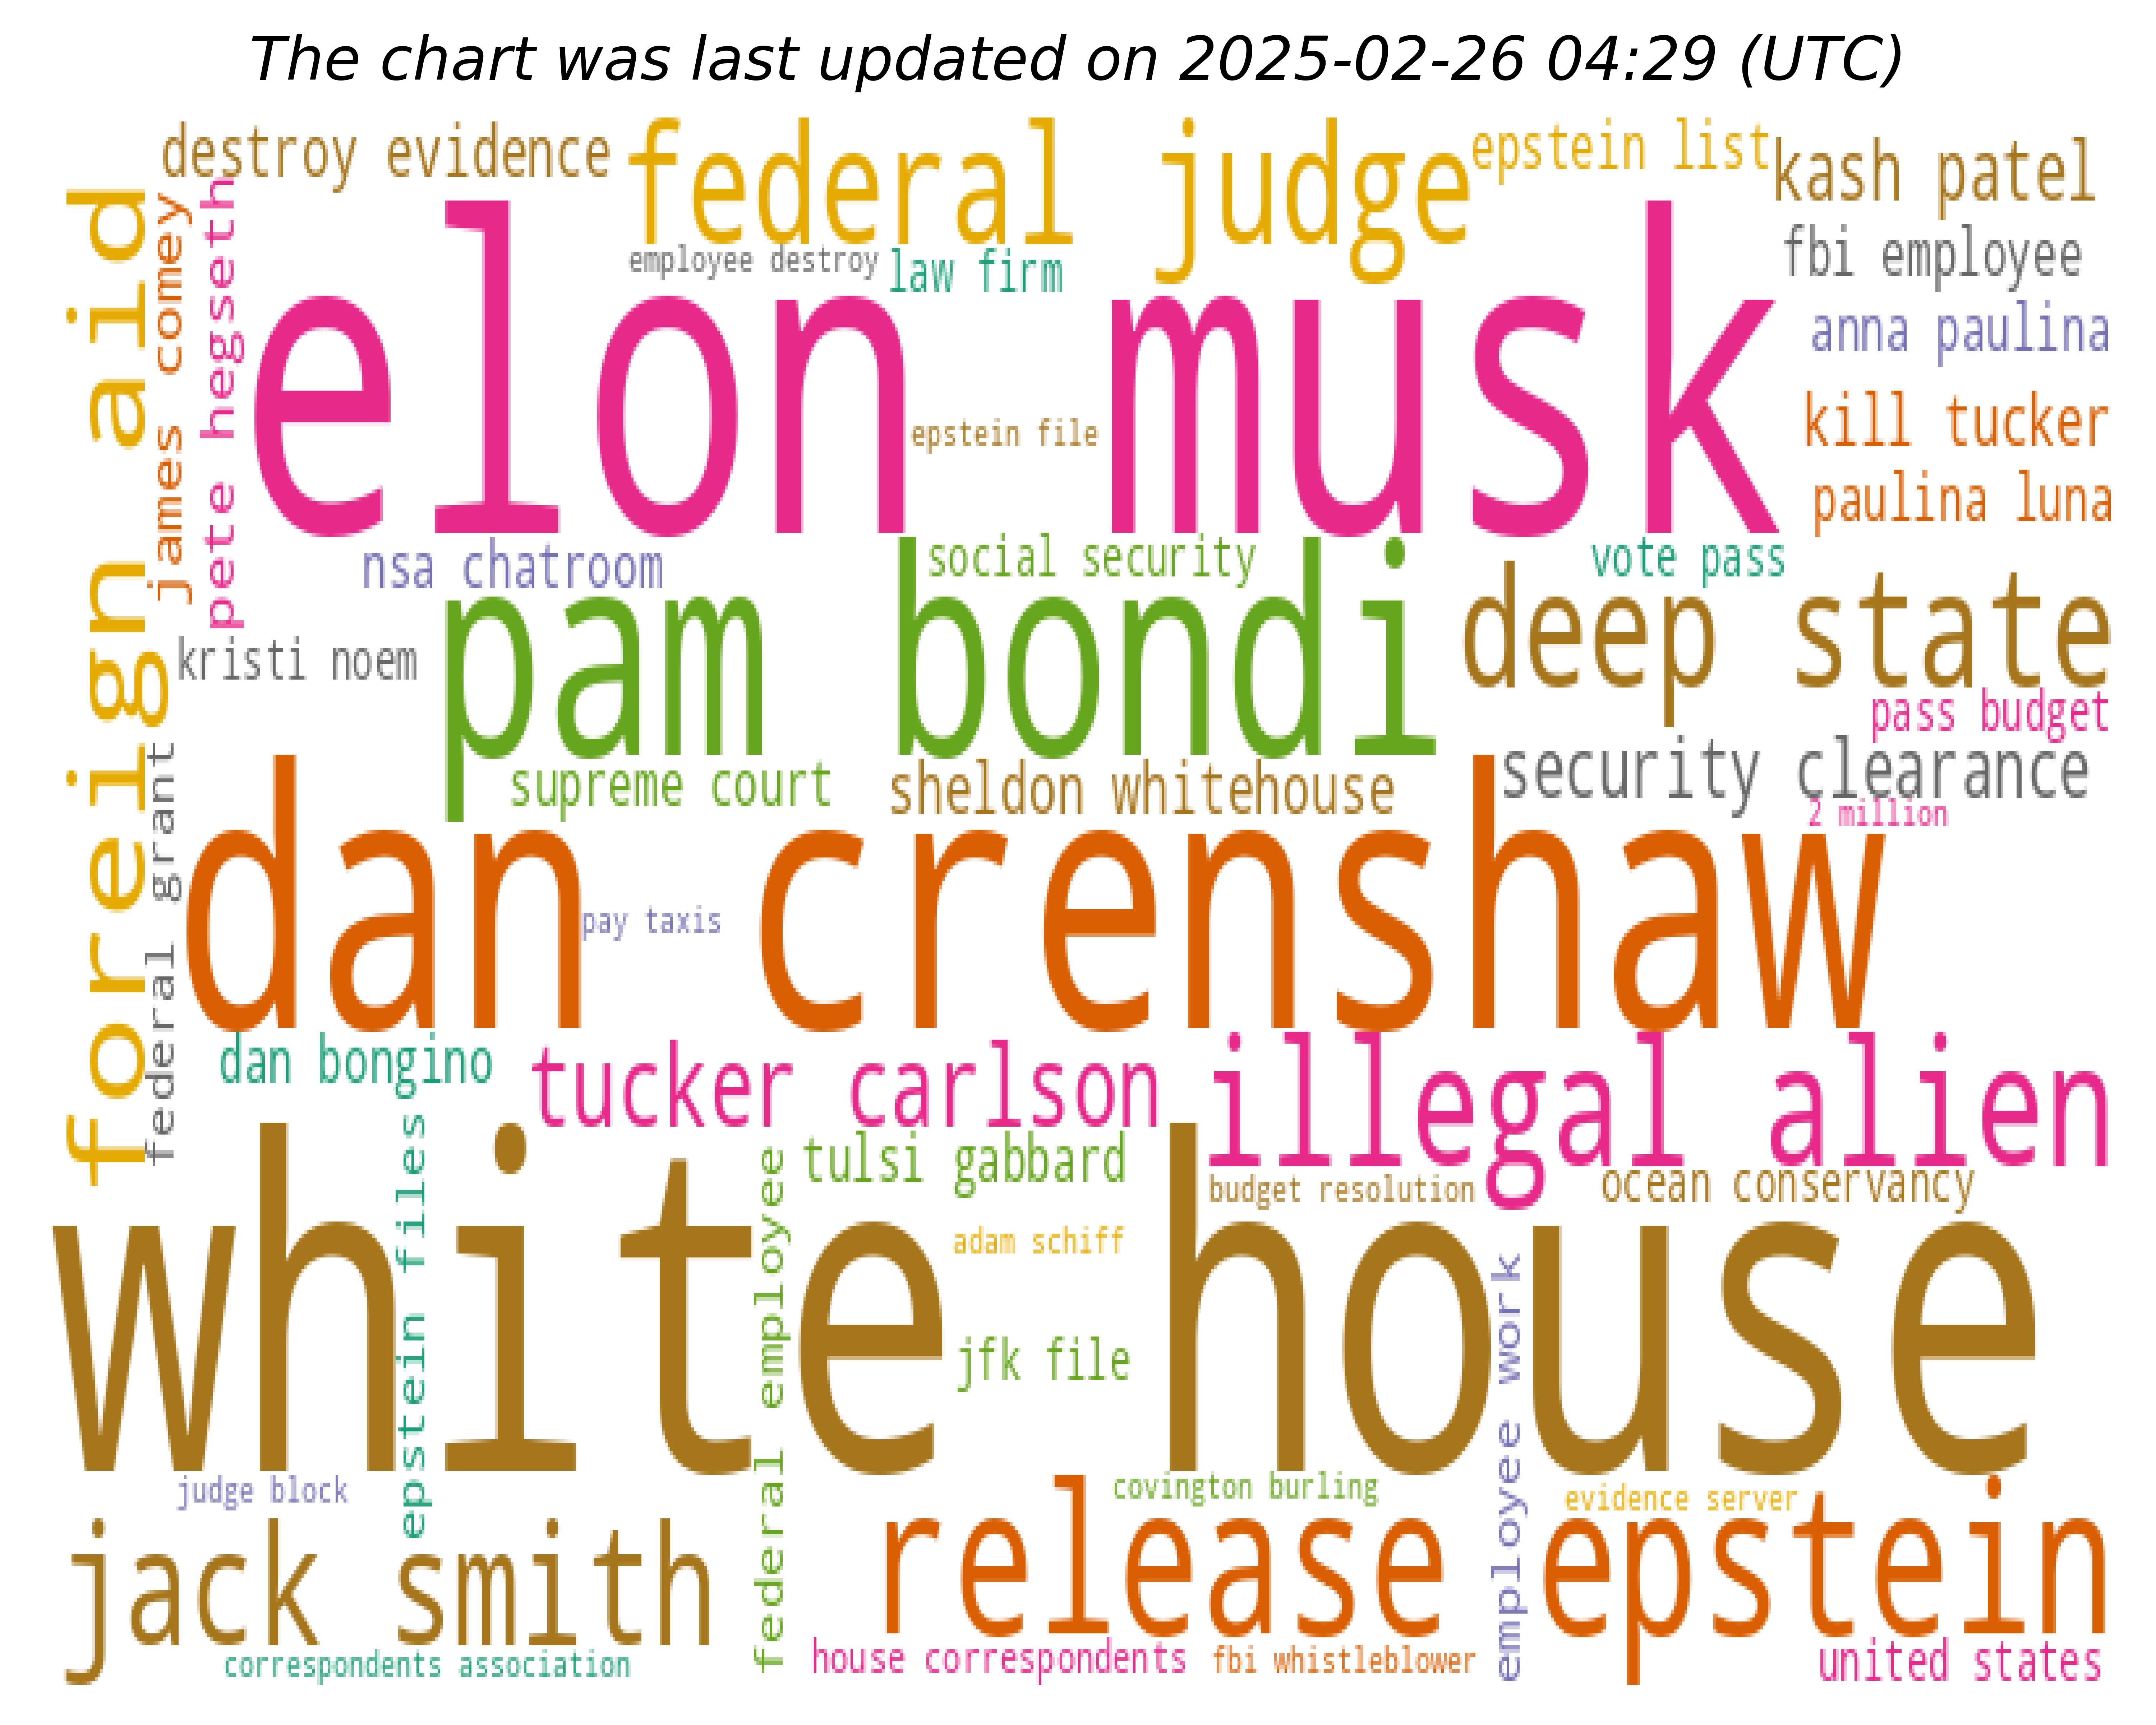 The chart was last updated on 2025-02-26 04:29 (UTC)
destroy evidence
federal judge
epstein list
kash patel
foreign aid
james comey
pete hegseth
employee destroy
law firm
fbi employee
elon musk
anna paulina
epstein file
kill tucker
paulina luna
nsa chatroom
social security
vote pass
pam bondi
deep state
kristi noem
pass budget
federal grant
supreme court
sheldon whitehouse
security clearance
2 million
dan crenshaw
pay taxis
dan bongino
tucker carlson
illegal alien
epstein files
federal employee
tulsi gabbard
budget resolution
ocean conservancy
white house
adam schiff
jfk file
employee work
judge block
covington burling
evidence server
jack smith
release epstein
correspondents association
house correspondents
fbi whistleblower
united states